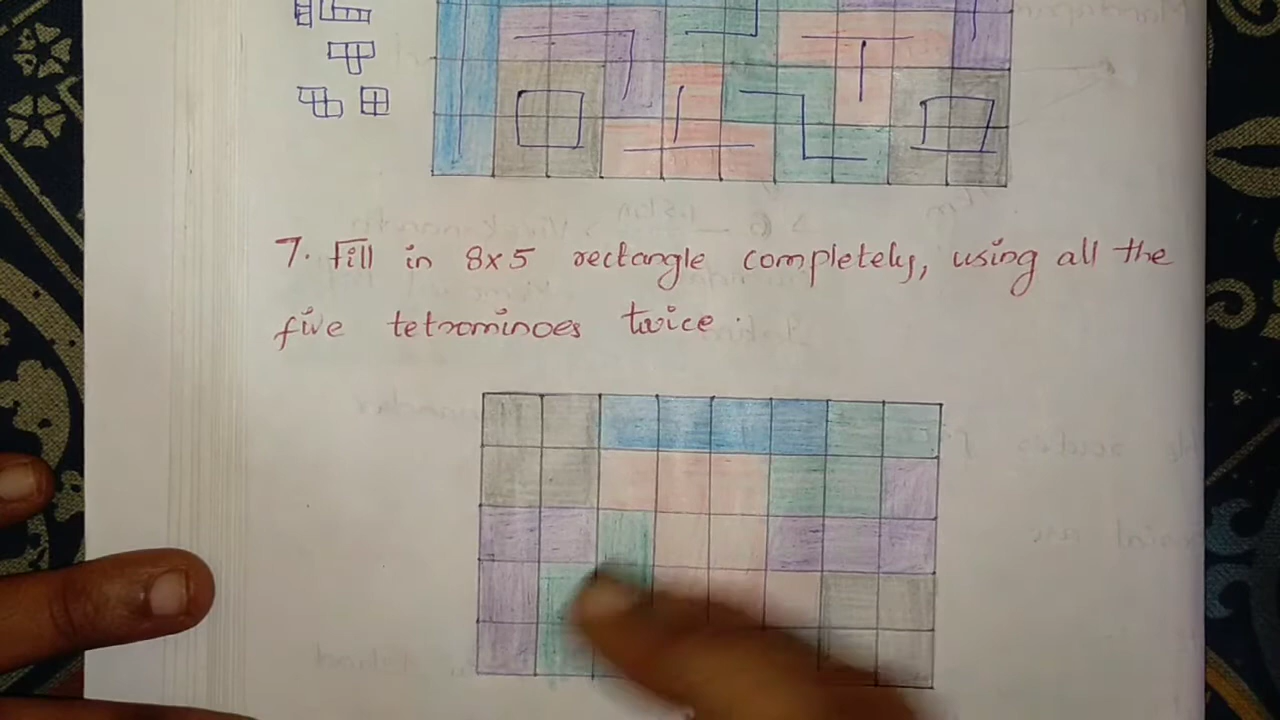 7. Fill in 8x5 rectangle completely, using all the
five tetrominoes twice.